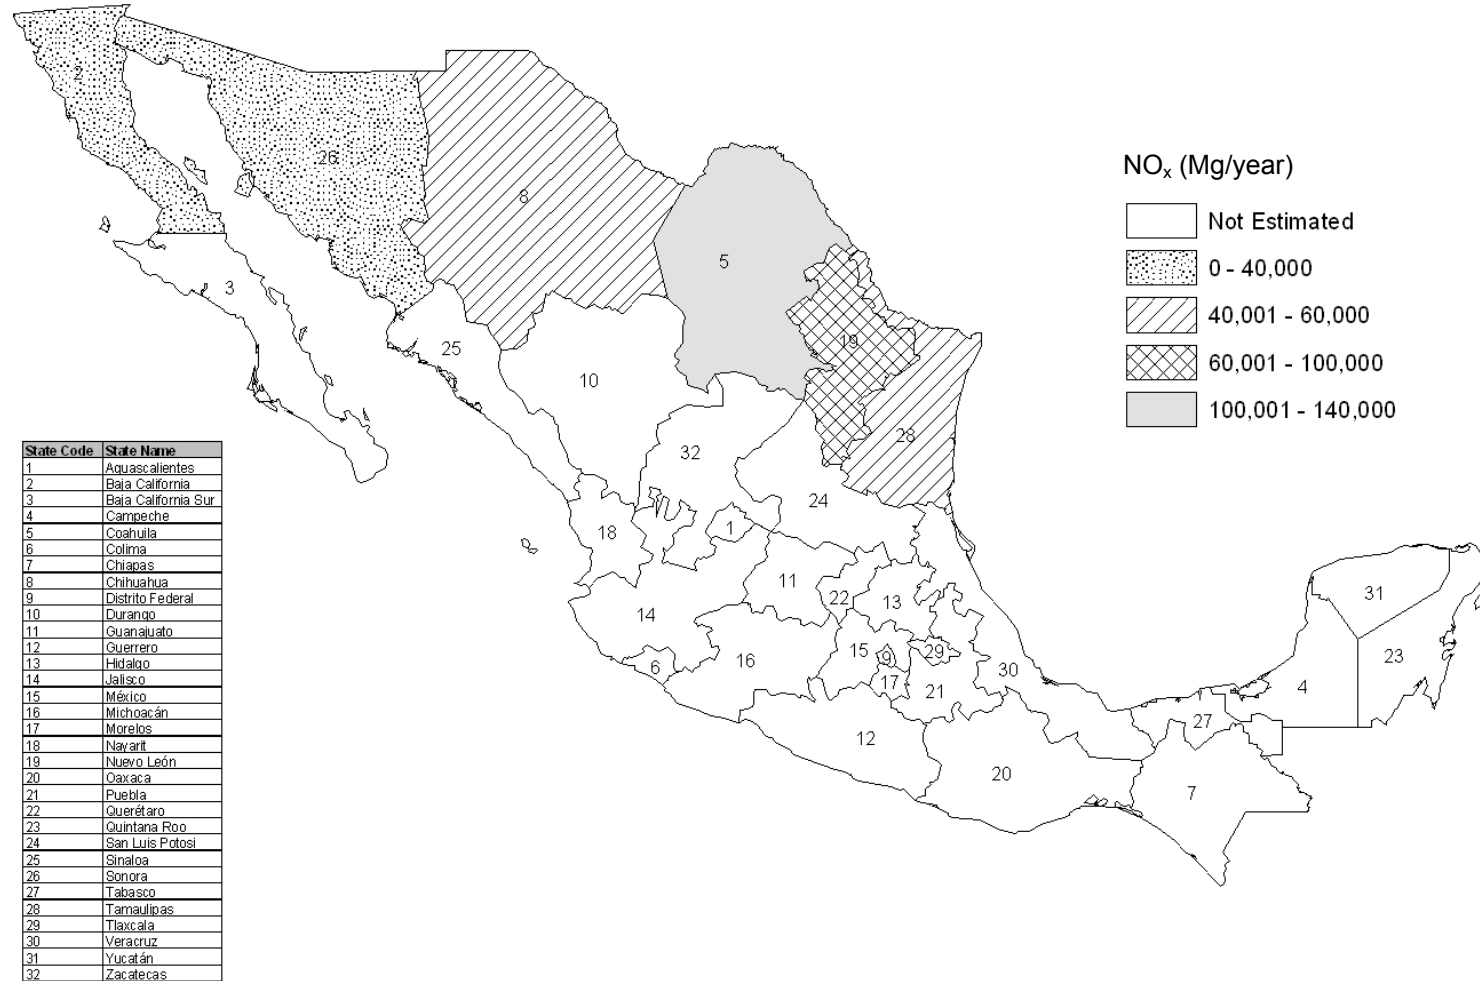 NOx (Mg/year)
Not Estimated
0 - 40,000
40,001 - 60,000
60,001 - 100,000
100,001 - 140,000
2
26
8
3
5
25
19
10
28
32
24
18
1
11
22
13
14
31
15
9
29
16
6
17
21
30
23
4
27
12
20
7
State Code State Name
1 Aguascalientes
2 Baja California
3 Baja California Sur
4 Campeche
5 Coahuila
6 Colima
7 Chiapas
8 Chihuahua
9 Distrito Federal
10 Durango
11 Guanajuato
12 Guerrero
13 Hidalgo
14 Jalisco
15 México
16 Michoacán
17 Morelos
18 Nayarit
19 Nuevo León
20 Oaxaca
21 Puebla
22 Querétaro
23 Quintana Roo
24 San Luis Potosi
25 Sinaloa
26 Sonora
27 Tabasco
28 Tamaulipas
29 Tlaxcala
30 Veracruz
31 Yucatán
32 Zacatecas